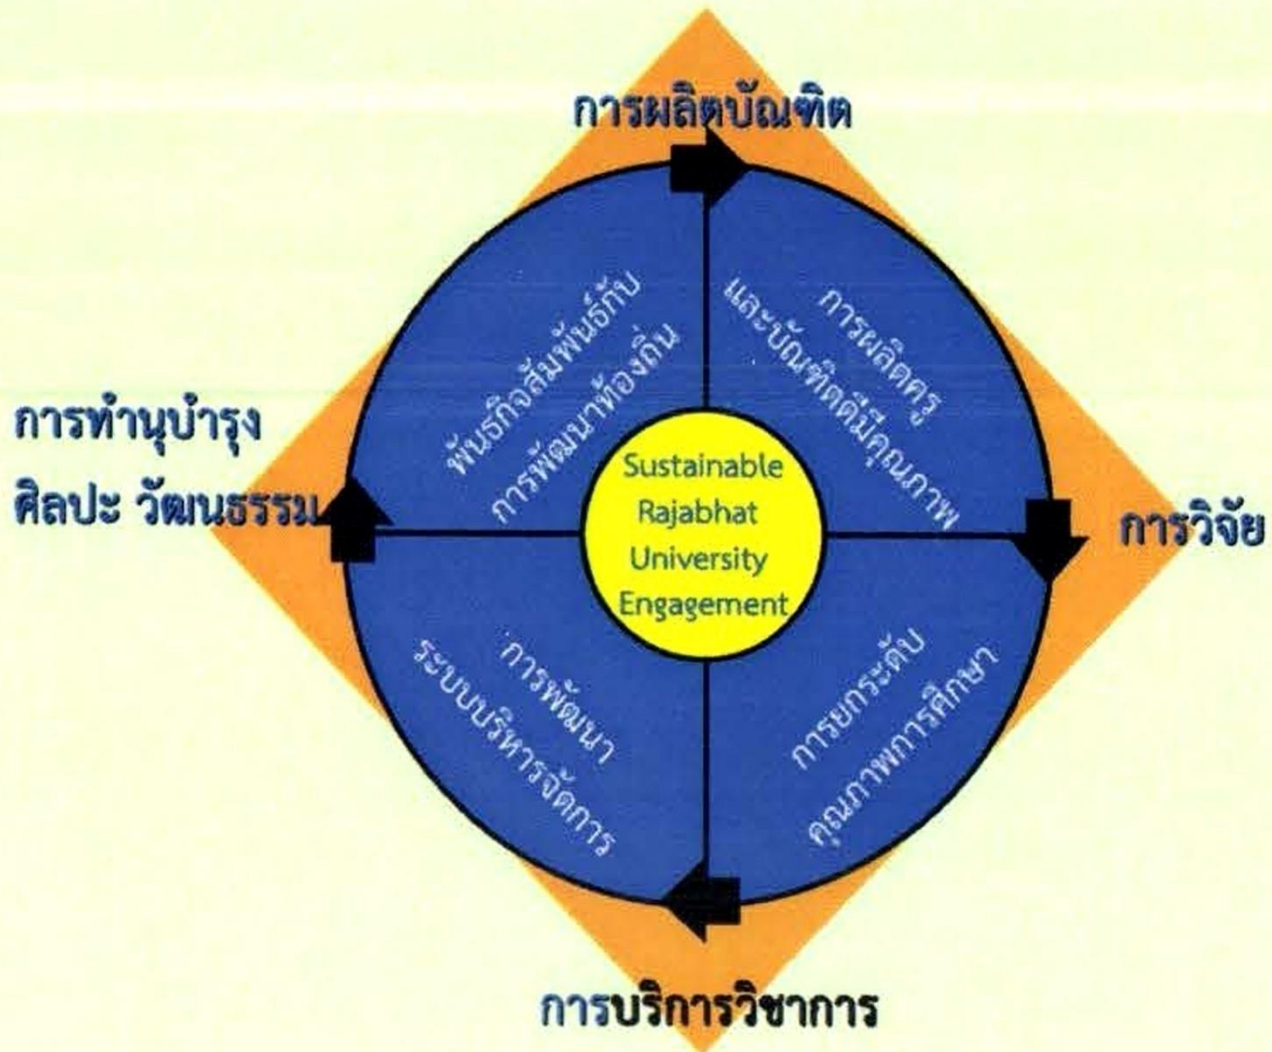 การผลิตบัณฑิต
พันธกิจสัมพันธ์กับ
การพัฒนาท้องถิ่น
การผลิตครู
และบัณฑิตดีมีคุณภาพ
การทำนุบำรุง
ศิลปะ วัฒนธรรม
Sustainable
Rajabhat
University
Engagement
การวิจัย
การพัฒนา
ระบบบริหารจัดการ
การยกระดับ
คุณภาพการศึกษา
การบริการวิชาการ